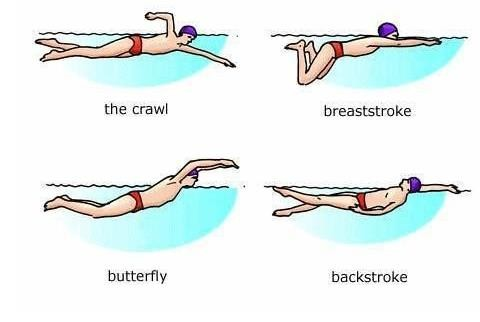 the crawl
breaststroke
butterfly
backstroke